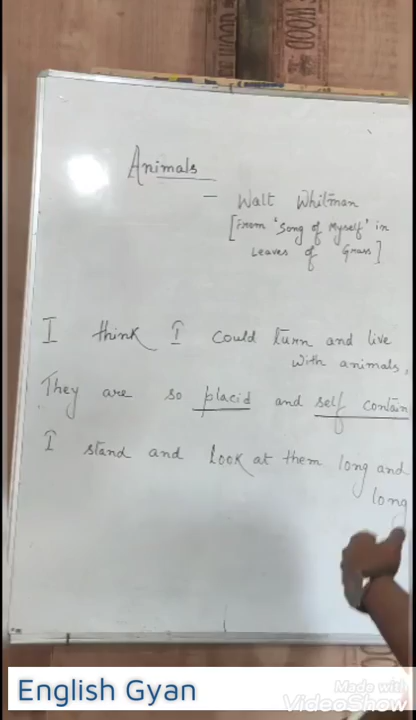 WOOD
Animals
— Walt Whitman
[From 'Song of Myself' in
Leaves of Grass]
I think I could turn and live
with animals,
They are so placid and self contain
I stand and look at them long and
long
English Gyan
Made with
VideoShow